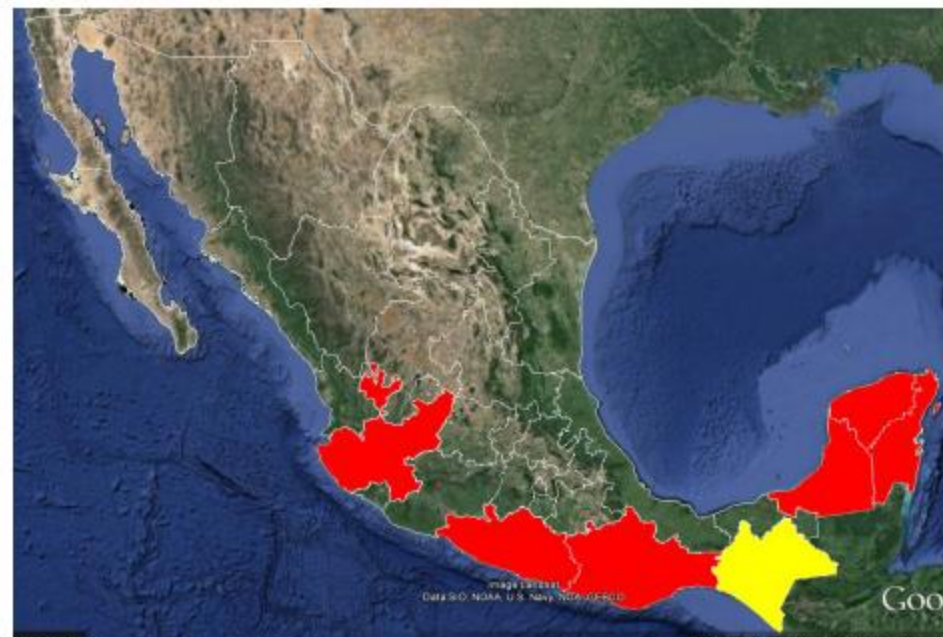 Image Landsat
Data SIO, NOAA, U.S. Navy, NGA, GEBCO
Goo